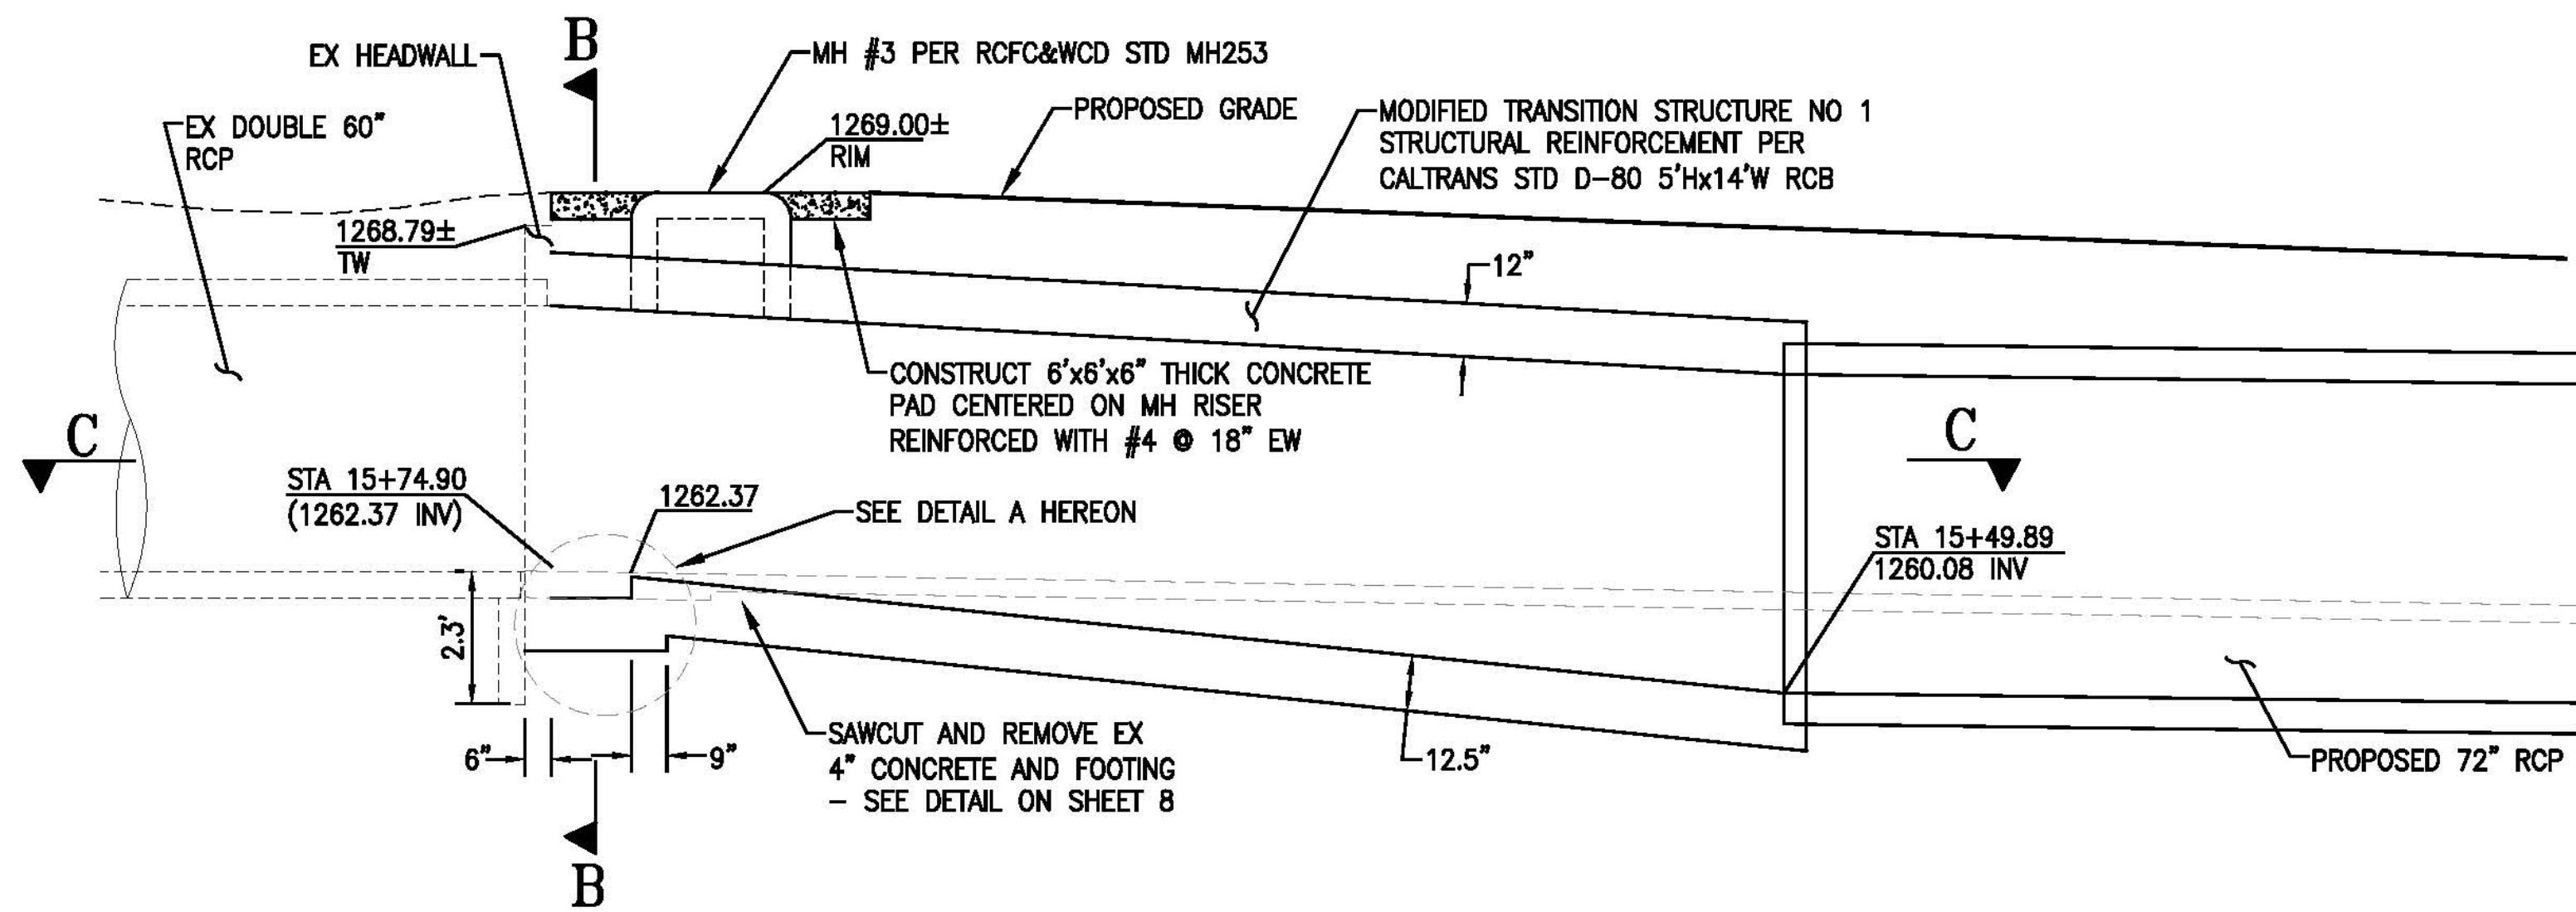 B
EX HEADWALL
MH #3 PER RCFC&WCD STD MH253
EX DOUBLE 60"
RCP
1269.00±
RIM
PROPOSED GRADE
MODIFIED TRANSITION STRUCTURE NO 1
STRUCTURAL REINFORCEMENT PER
CALTRANS STD D-80 5'Hx14'W RCB
1268.79±
TW
12"
CONSTRUCT 6'x6'x6" THICK CONCRETE
PAD CENTERED ON MH RISER
REINFORCED WITH #4 @ 18" EW
C
C
STA 15+74.90
(1262.37 INV)
1262.37
SEE DETAIL A HEREON
STA 15+49.89
1260.08 INV
2.3'
SAWCUT AND REMOVE EX
4" CONCRETE AND FOOTING
- SEE DETAIL ON SHEET 8
6"
9"
12.5"
PROPOSED 72" RCP
B